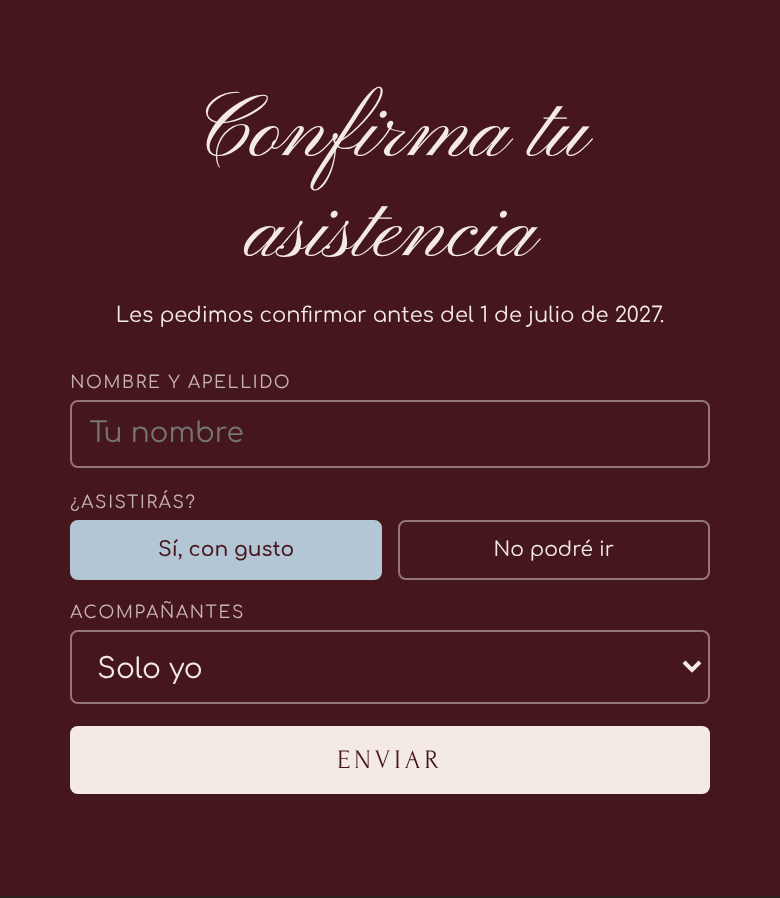 Confirma tu
asistencia
Les pedimos confirmar antes del 1 de julio de 2027.
NOMBRE Y APELLIDO
Tu nombre
¿ASISTIRÁS?
Sí, con gusto
No podré ir
ACOMPAÑANTES
Solo yo
ENVIAR